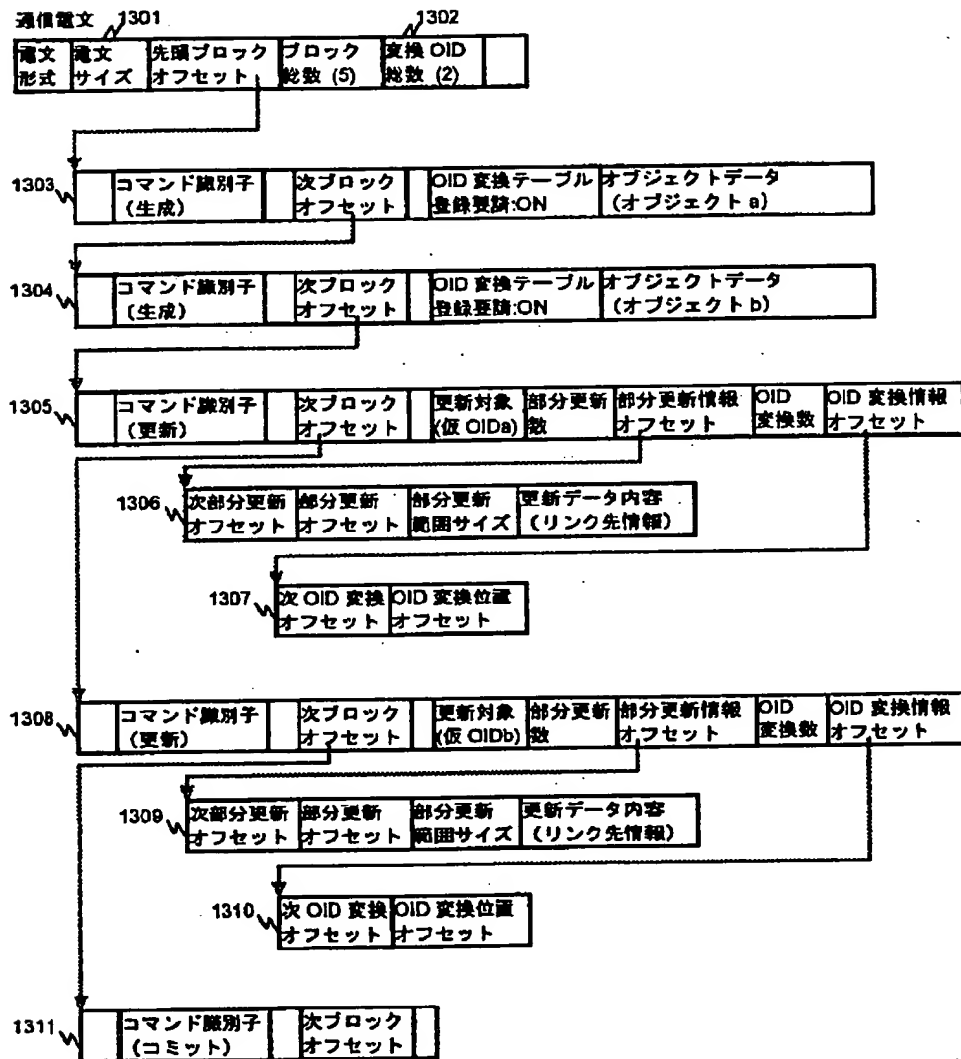 通信電文
1301
1302
電文
形式
電文
サイズ
先頭ブロック
オフセット
ブロック
総数 (5)
変換 OID
総数 (2)
1303
コマンド識別子
(生成)
次ブロック
オフセット
OID 変換テーブル
登録要請:ON
オブジェクトデータ
(オブジェクト a)
1304
コマンド識別子
(生成)
次ブロック
オフセット
OID 変換テーブル
登録要請:ON
オブジェクトデータ
(オブジェクト b)
1305
コマンド識別子
(更新)
次ブロック
オフセット
更新対象
(仮 OIDa)
部分更新
数
部分更新情報
オフセット
OID
変換数
OID 変換情報
オフセット
1306
次部分更新
オフセット
部分更新
オフセット
部分更新
範囲サイズ
更新データ内容
(リンク先情報)
1307
次 OID 変換
オフセット
OID 変換位置
オフセット
1308
コマンド識別子
(更新)
次ブロック
オフセット
更新対象
(仮 OIDb)
部分更新
数
部分更新情報
オフセット
OID
変換数
OID 変換情報
オフセット
1309
次部分更新
オフセット
部分更新
オフセット
部分更新
範囲サイズ
更新データ内容
(リンク先情報)
1310
次 OID 変換
オフセット
OID 変換位置
オフセット
1311
コマンド識別子
(コミット)
次ブロック
オフセット